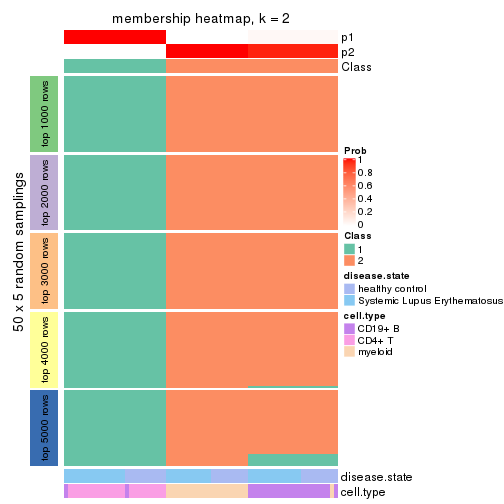 membership heatmap, k = 2
p1
p2
Class
50 x 5 random samplings
top 1000 rows
top 2000 rows
top 3000 rows
top 4000 rows
top 5000 rows
Prob
1
0.8
0.6
0.4
0.2
0
Class
1
2
disease.state
healthy control
Systemic Lupus Erythematosus
cell.type
CD19+ B
CD4+ T
myeloid
disease.state
cell.type